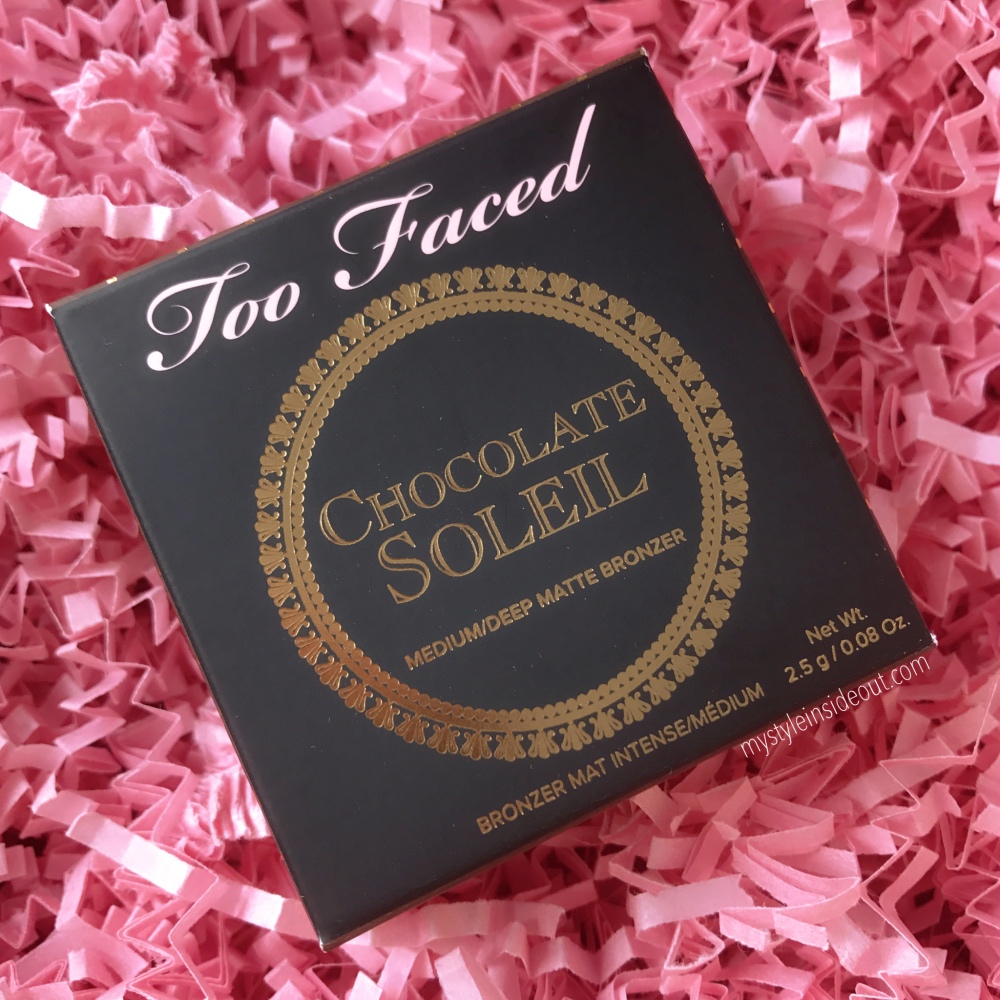 Too Faced
CHOCOLATE
SOLEIL
MEDIUM/DEEP MATTE BRONZER
BRONZER MAT INTENSE/MÉDIUM
Net Wt.
2.5 g / 0.08 Oz.
mystyleinsideout.com